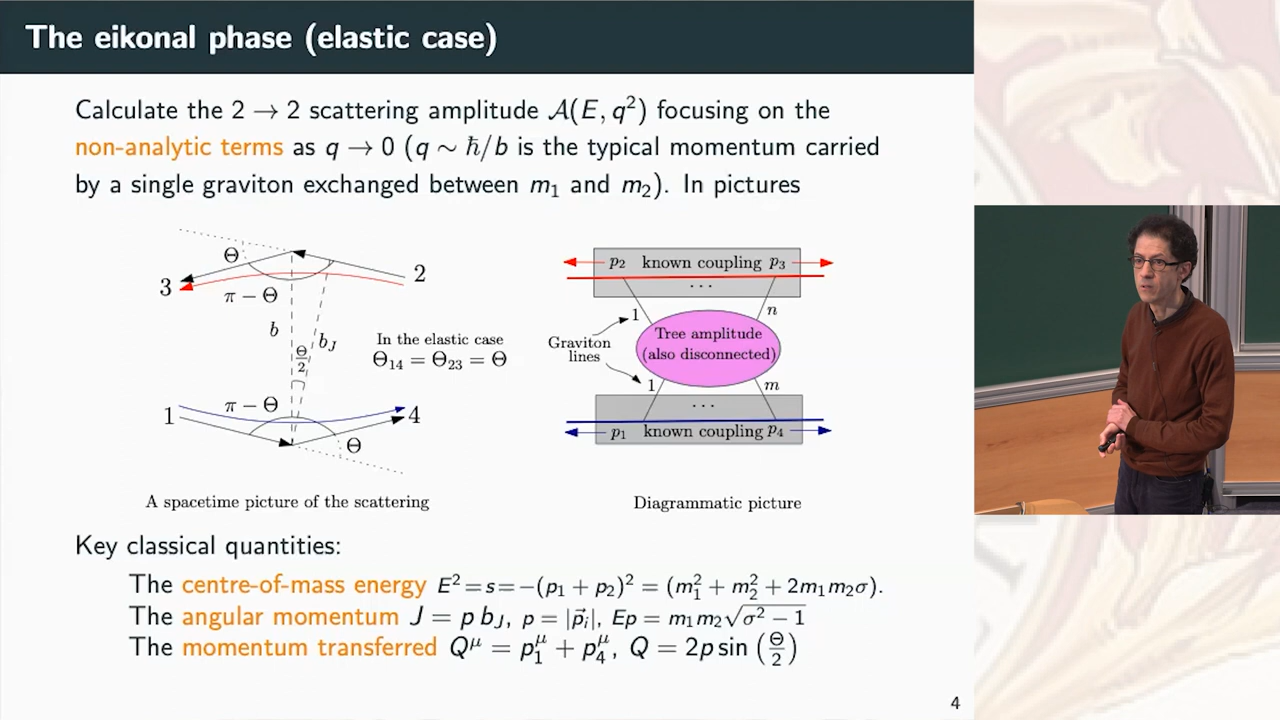 The eikonal phase (elastic case)
Calculate the 2 → 2 scattering amplitude 𝒜(E, q²) focusing on the
non-analytic terms as q → 0 (q ∼ ℏ/b is the typical momentum carried
by a single graviton exchanged between m₁ and m₂). In pictures
Θ
3
2
π − Θ
b
b_J
Θ/2
In the elastic case
Θ₁₄ = Θ₂₃ = Θ
1
π − Θ
4
Θ
A spacetime picture of the scattering
p₂ known coupling p₃
...
1
n
Graviton
lines
Tree amplitude
(also disconnected)
1
m
...
p₁ known coupling p₄
Diagrammatic picture
Key classical quantities:
The centre-of-mass energy E² = s = −(p₁ + p₂)² = (m₁² + m₂² + 2m₁m₂σ).
The angular momentum J = p b_J, p = |p⃗ᵢ|, Ep = m₁m₂√(σ² − 1)
The momentum transferred Q^μ = p₁^μ + p₄^μ, Q = 2p sin (Θ/2)
4